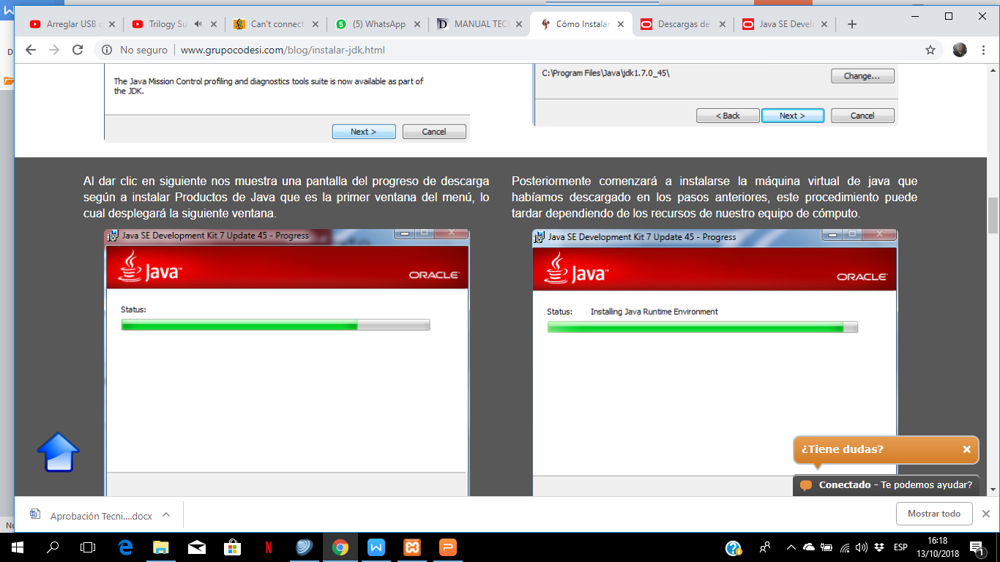 Arreglar USB c
Trilogy Su
Can't connect
(5) WhatsApp
MANUAL TEC
Cómo Instalar
Descargas de
Java SE Devel
No seguro
www.grupocodesi.com/blog/instalar-jdk.html
D
The Java Mission Control profiling and diagnostics tools suite is now available as part of
the JDK.
Next >
Cancel
C:\Program Files\Java\jdk1.7.0_45\
Change...
< Back
Next >
Cancel
Al dar clic en siguiente nos muestra una pantalla del progreso de descarga
según a instalar Productos de Java que es la primer ventana del menú, lo
cual desplegará la siguiente ventana.
Posteriormente comenzará a instalarse la máquina virtual de java que
habíamos descargado en los pasos anteriores, este procedimiento puede
tardar dependiendo de los recursos de nuestro equipo de cómputo.
Java SE Development Kit 7 Update 45 - Progress
Java™
ORACLE
Status:
Java SE Development Kit 7 Update 45 - Progress
Java™
ORACLE
Status: Installing Java Runtime Environment
¿Tiene dudas?
Conectado - Te podemos ayudar?
Aprobación Tecni....docx
Mostrar todo
Nú
ESP
16:18
13/10/2018
1